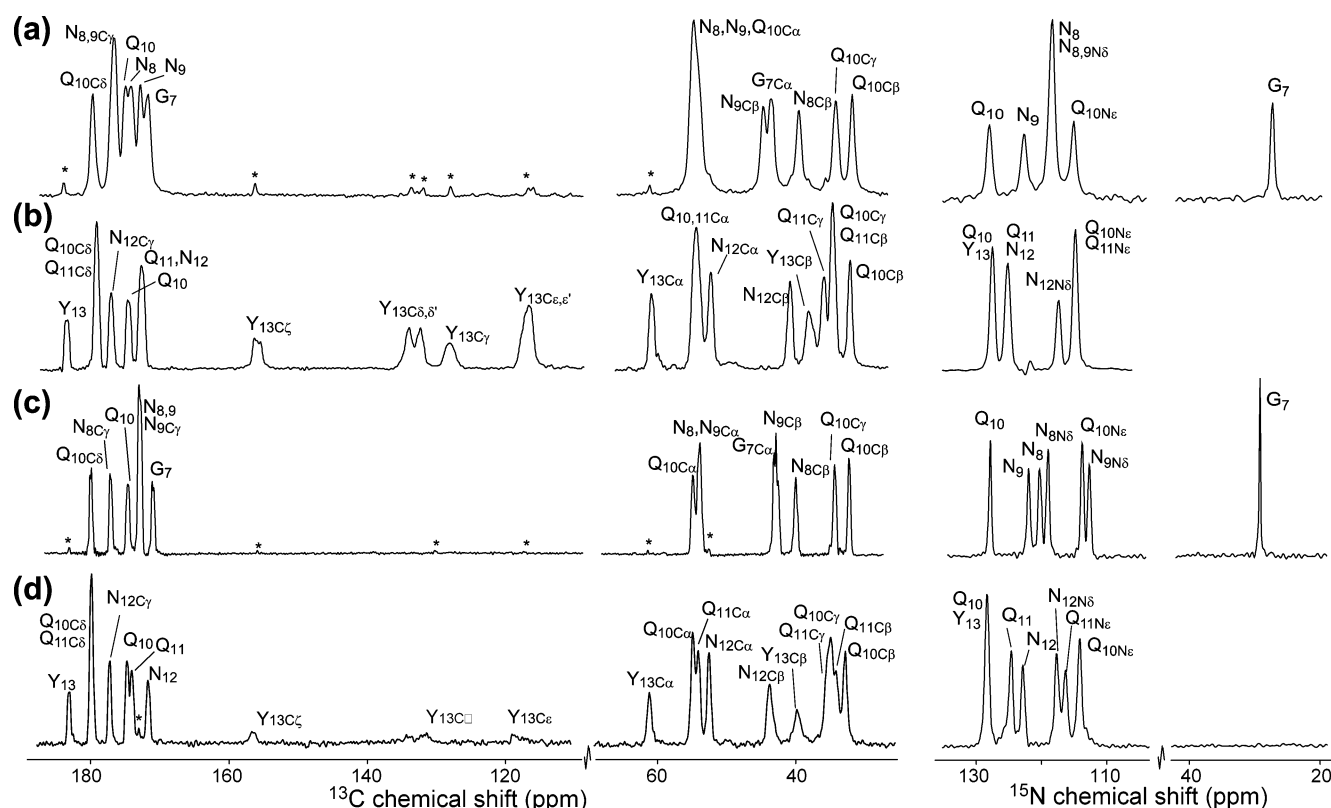 (a)
N8,9Cγ
Q10
N8
N9
Q10Cδ
G7
* * * * * *
N8,N9,Q10Cα
N9Cβ
G7Cα
N8Cβ
Q10Cγ
Q10Cβ
*
Q10
N9
N8
N8,9Nδ
Q10Nε
G7
(b)
Q10Cδ
Q11Cδ
N12Cγ
Q11,N12
Q10
Y13
Y13Cζ
Y13Cδ,δ'
Y13Cγ
Y13Cε,ε'
Q10,11Cα
N12Cα
Y13Cα
N12Cβ
Y13Cβ
Q11Cγ
Q10Cγ
Q11Cβ
Q10Cβ
Q10
Y13
Q11
N12
N12Nδ
Q10Nε
Q11Nε
(c)
Q10Cδ
N8Cγ
Q10
N8,9
N9Cγ
G7
* * * *
N8,N9Cα
Q10Cα
G7Cα
N9Cβ
N8Cβ
Q10Cγ
Q10Cβ
* *
Q10
N9
N8
N8Nδ
Q10Nε
N9Nδ
G7
(d)
Q10Cδ
Q11Cδ
N12Cγ
Q10
Q11
Y13
N12
*
Y13Cζ
Y13C□
Y13Cε
Q10Cα
Q11Cα
N12Cα
Y13Cα
N12Cβ
Y13Cβ
Q10Cγ
Q11Cγ
Q11Cβ
Q10Cβ
Q10
Y13
Q11
N12
N12Nδ
Q11Nε
Q10Nε
180 160 140 120 60 40 130 110 40 20
13C chemical shift (ppm) 15N chemical shift (ppm)